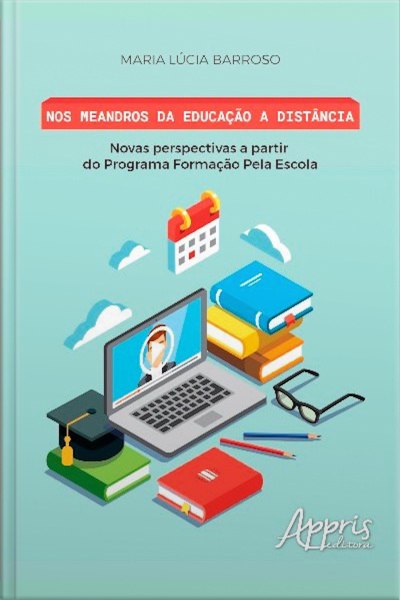 MARIA LÚCIA BARROSO
NOS MEANDROS DA EDUCAÇÃO A DISTÂNCIA
Novas perspectivas a partir
do Programa Formação Pela Escola
Appris
editora